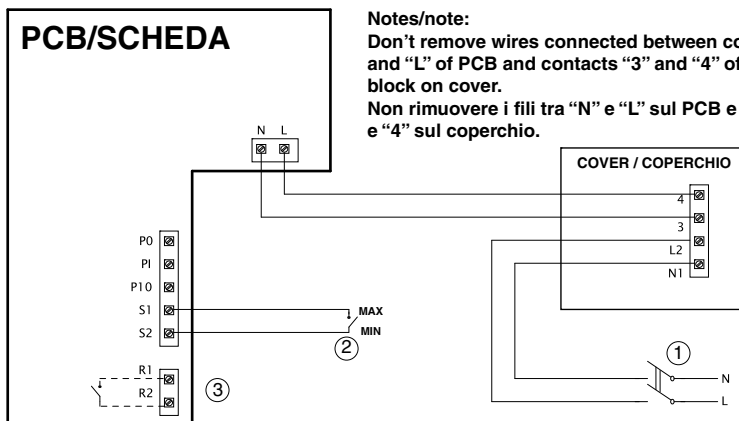 PCB/SCHEDA
Notes/note:
Don't remove wires connected between
and “L” of PCB and contacts “3” and “4”
block on cover.
Non rimuovere i fili tra “N” e “L” sul PCB e
e “4” sul coperchio.
N L
COVER / COPERCHIO
4
3
L2
N1
P0
PI
P10
S1
S2
MAX
MIN
2
R1
R2
3
1
N
L